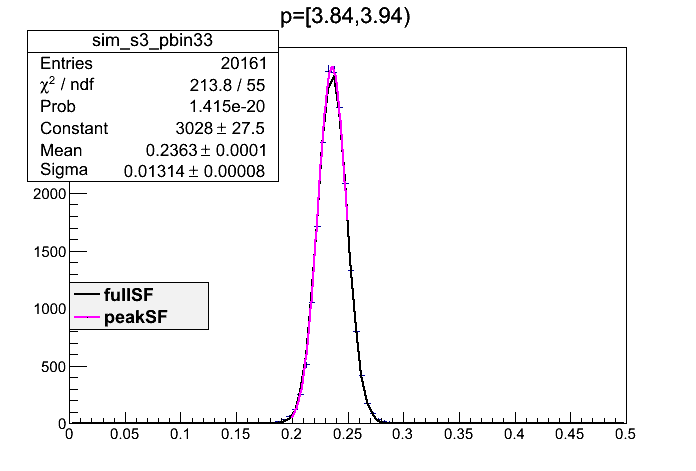 p=[3.84,3.94)
sim_s3_pbin33
Entries 20161
χ² / ndf 213.8 / 55
Prob 1.415e-20
Constant 3028 ± 27.5
Mean 0.2363 ± 0.0001
Sigma 0.01314 ± 0.00008
2000
1500
1000
500
0
fullSF
peakSF
0 0.05 0.1 0.15 0.2 0.25 0.3 0.35 0.4 0.45 0.5